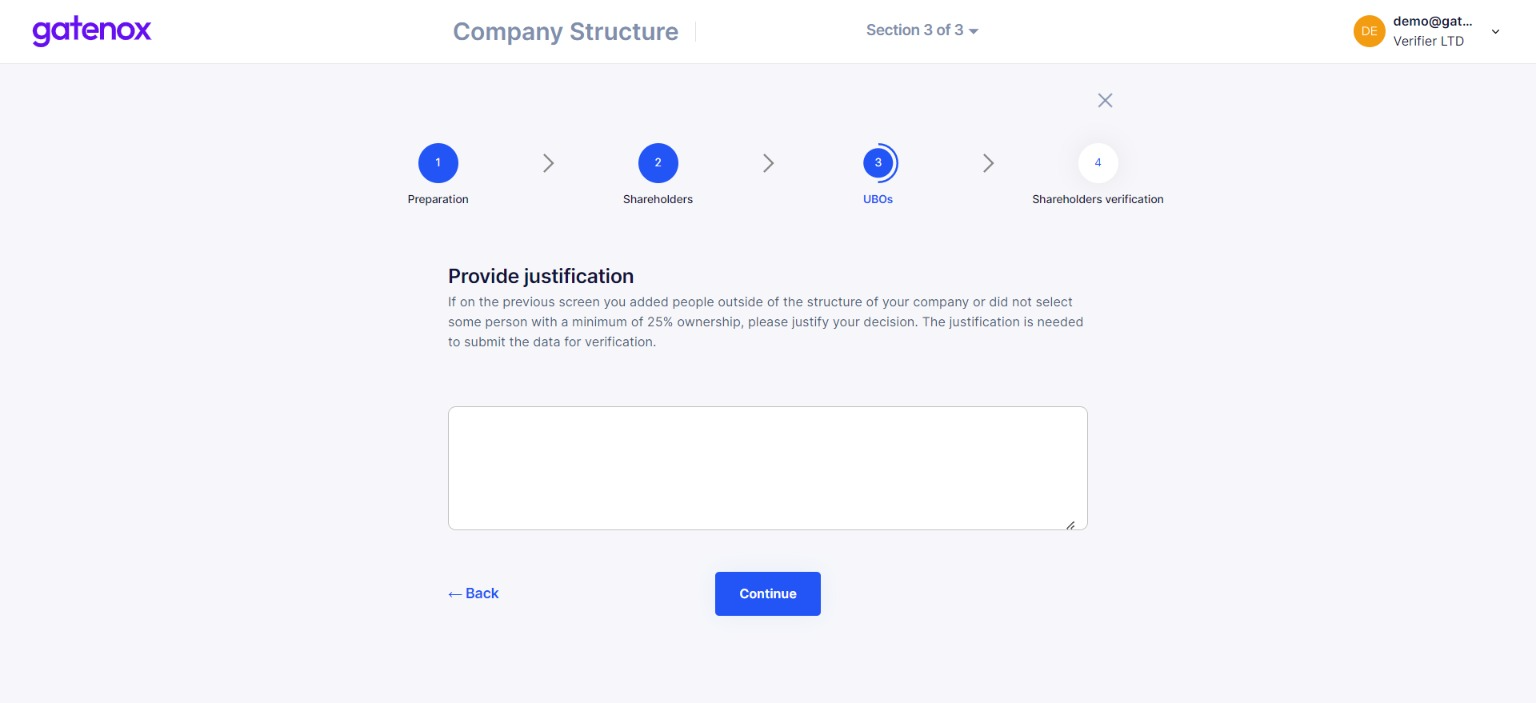 gatenox
Company Structure
Section 3 of 3
DE
demo@gat...
Verifier LTD
1
2
3
4
Preparation
Shareholders
UBOs
Shareholders verification
Provide justification
If on the previous screen you added people outside of the structure of your company or did not select
some person with a minimum of 25% ownership, please justify your decision. The justification is needed
to submit the data for verification.
← Back
Continue